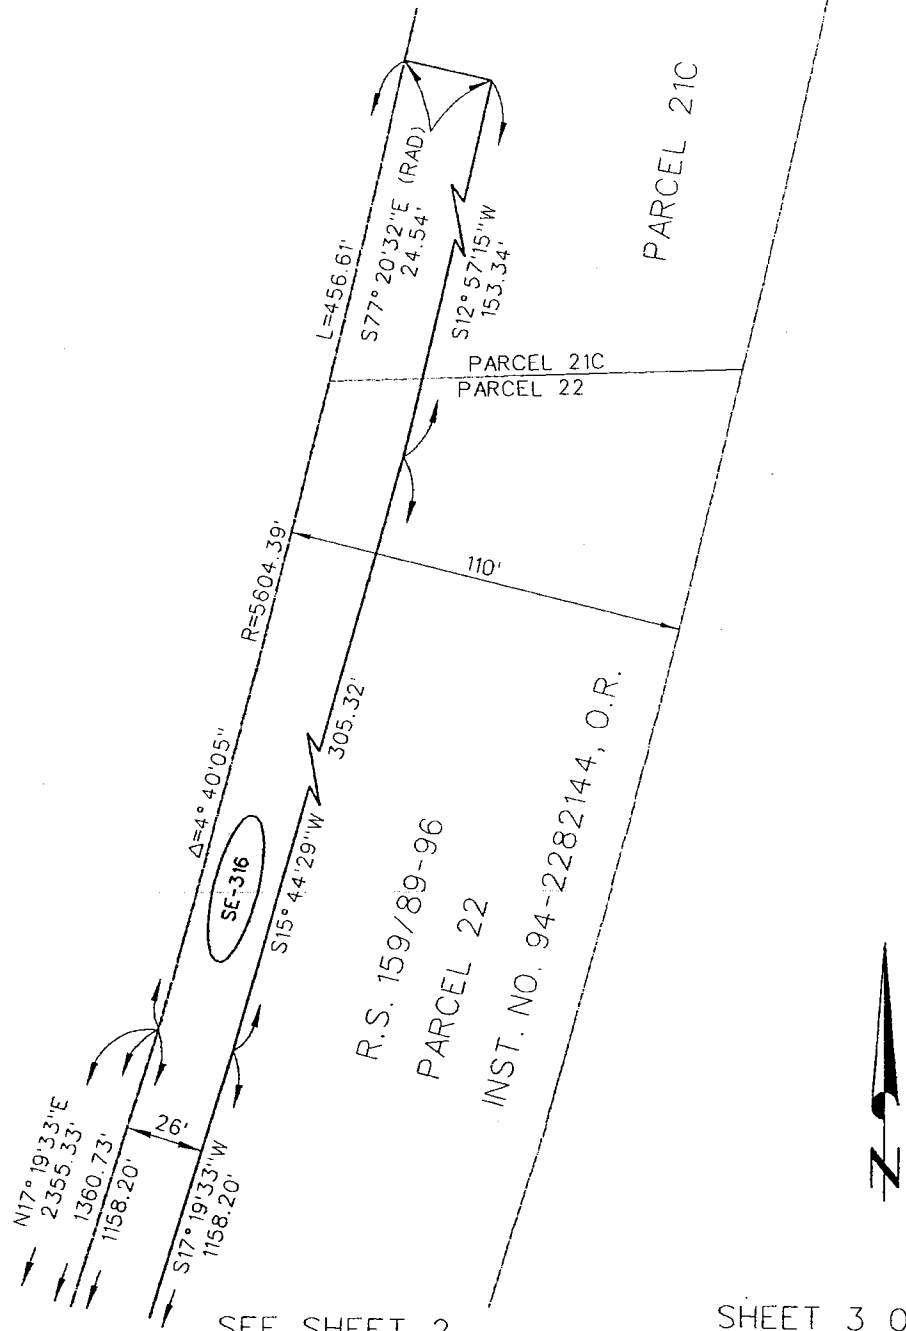 PARCEL 21C
S77° 20'32"E (RAD)
24.54'
L=456.61'
S12° 57'15"W
153.34'
PARCEL 21C
PARCEL 22
R=5604.39'
110'
305.32'
Δ=4° 40'05"
SE-316
S15° 44'29"W
R.S. 159/89-96
PARCEL 22
INST. NO. 94-2282144, O.R.
26'
N17° 19'33"E
2355.33'
1360.73'
1158.20'
S17° 19'33"W
1158.20'
N
SEE SHEET 2
SHEET 3 O